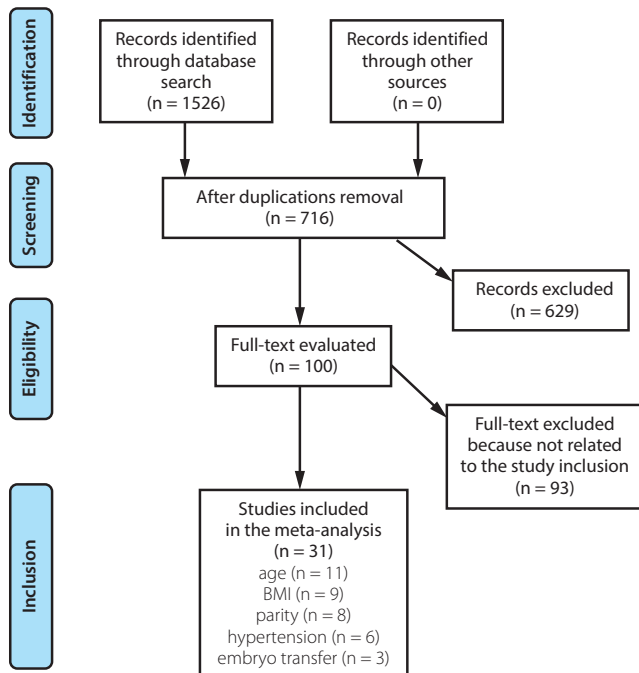 Identification
Records identified
through database
search
(n = 1526)
Records identified
through other
sources
(n = 0)
Screening
After duplications removal
(n = 716)
Records excluded
(n = 629)
Eligibility
Full-text evaluated
(n = 100)
Full-text excluded
because not related
to the study inclusion
(n = 93)
Inclusion
Studies included
in the meta-analysis
(n = 31)
age (n = 11)
BMI (n = 9)
parity (n = 8)
hypertension (n = 6)
embryo transfer (n = 3)